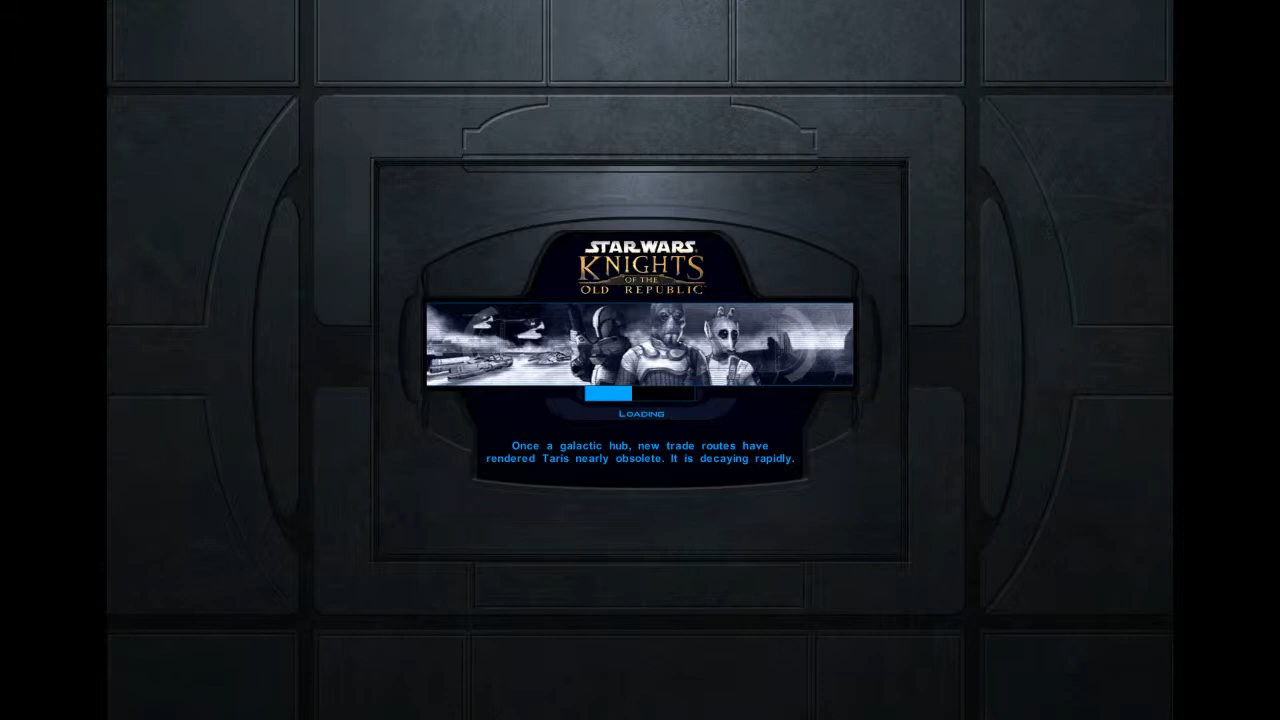 STAR WARS
KNIGHTS
OF THE
OLD REPUBLIC
LOADING
Once a galactic hub, new trade routes have
rendered Taris nearly obsolete. It is decaying rapidly.